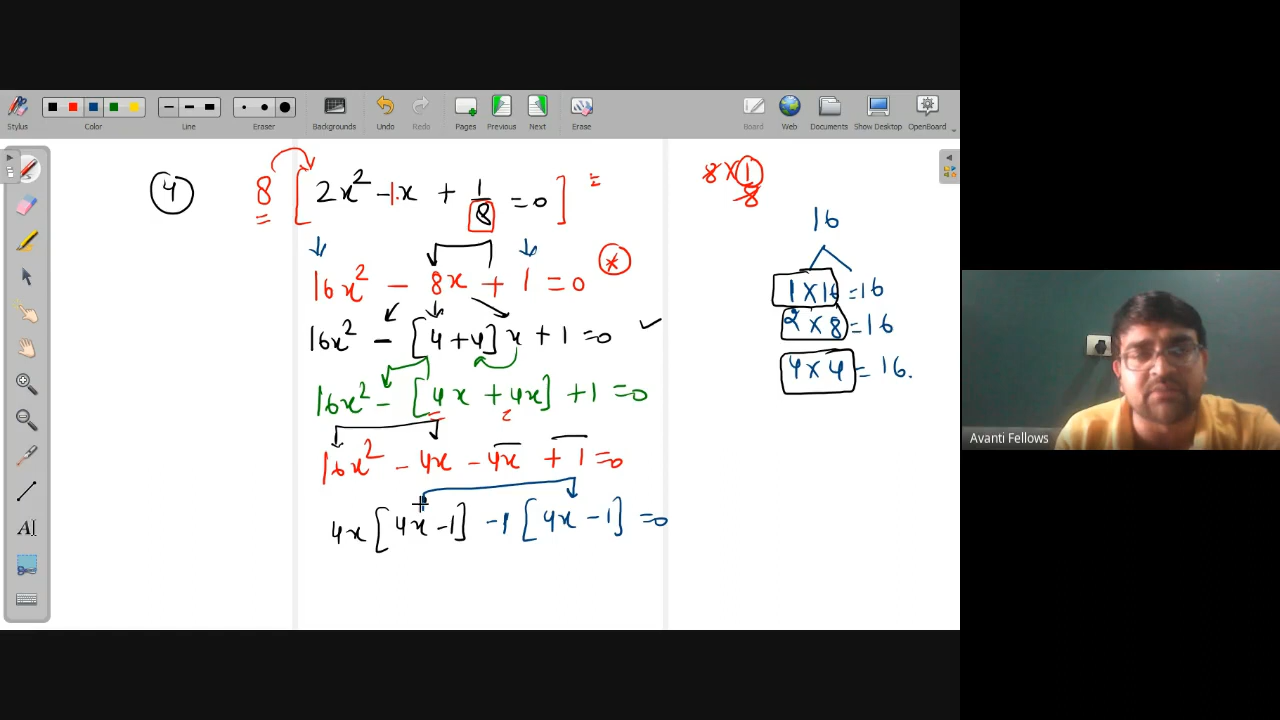 Stylus Color Line Eraser Backgrounds Undo Redo Pages Previous Next Erase Board Web Documents Show Desktop OpenBoard
4 8 [ 2x² - 1·x + 1/8 = 0 ] =
16x² - 8x + 1 = 0 *
16x² - [4 + 4] x + 1 = 0 ✓
16x² - [4x + 4x] + 1 = 0
16x² - 4x - 4x + 1 = 0
4x [4x - 1] -1 [4x - 1] = 0
8 × 1/8
16
1 × 16 = 16
2 × 8 = 16
4 × 4 = 16.
Avanti Fellows